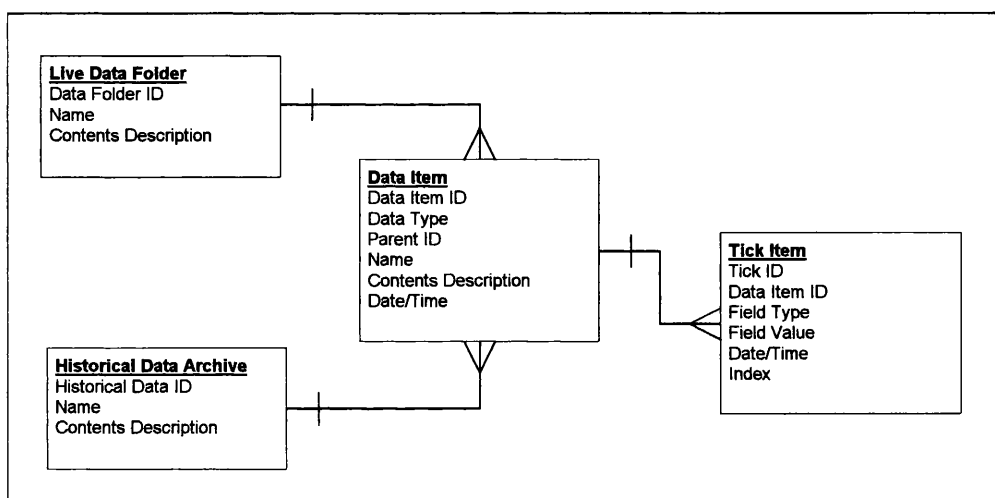 Live Data Folder
Data Folder ID
Name
Contents Description
Data Item
Data Item ID
Data Type
Parent ID
Name
Contents Description
Date/Time
Tick Item
Tick ID
Data Item ID
Field Type
Field Value
Date/Time
Index
Historical Data Archive
Historical Data ID
Name
Contents Description